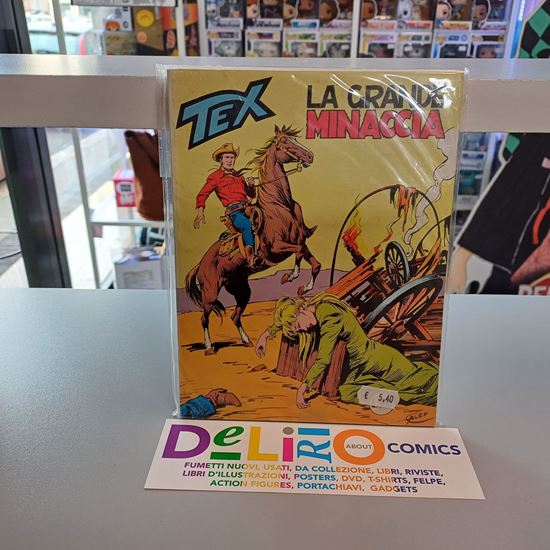 TEX
LA GRANDE
MINACCIA
€ 5,40
GALEP
DeLiRiO ABOUT COMICS
FUMETTI NUOVI, USATI, DA COLLEZIONE, LIBRI, RIVISTE,
LIBRI D'ILLUSTRAZIONI, POSTERS, DVD, T-SHIRTS, FELPE,
ACTION FIGURES, PORTACHIAVI, GADGETS